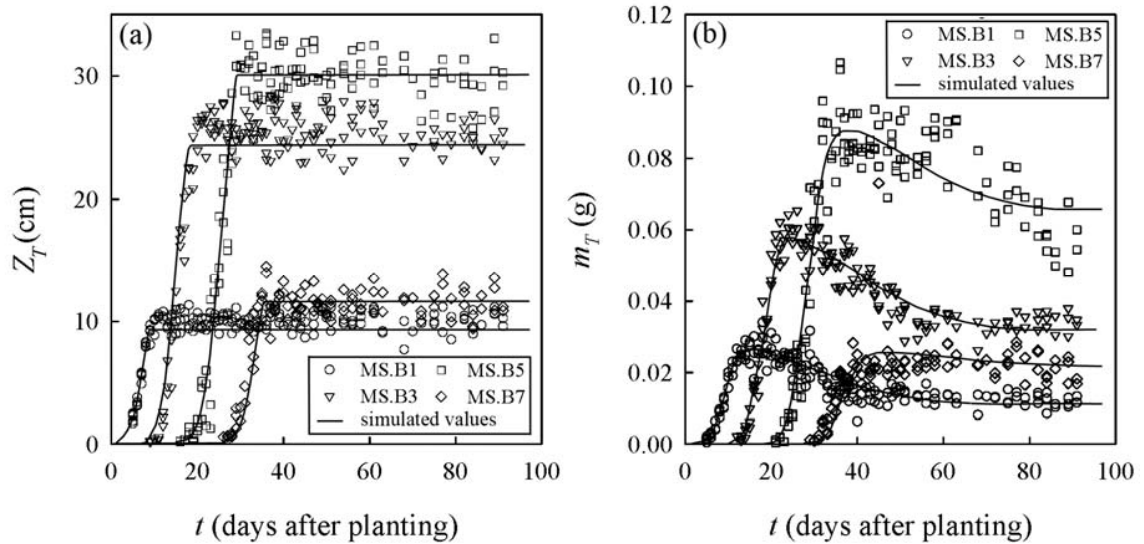 (a)
Z_T (cm)
30
20
10
0
MS.B1 MS.B5
MS.B3 MS.B7
simulated values
0 20 40 60 80 100
t (days after planting)
(b)
m_T (g)
0.12
0.10
0.08
0.06
0.04
0.02
0.00
MS.B1 MS.B5
MS.B3 MS.B7
simulated values
0 20 40 60 80 100
t (days after planting)